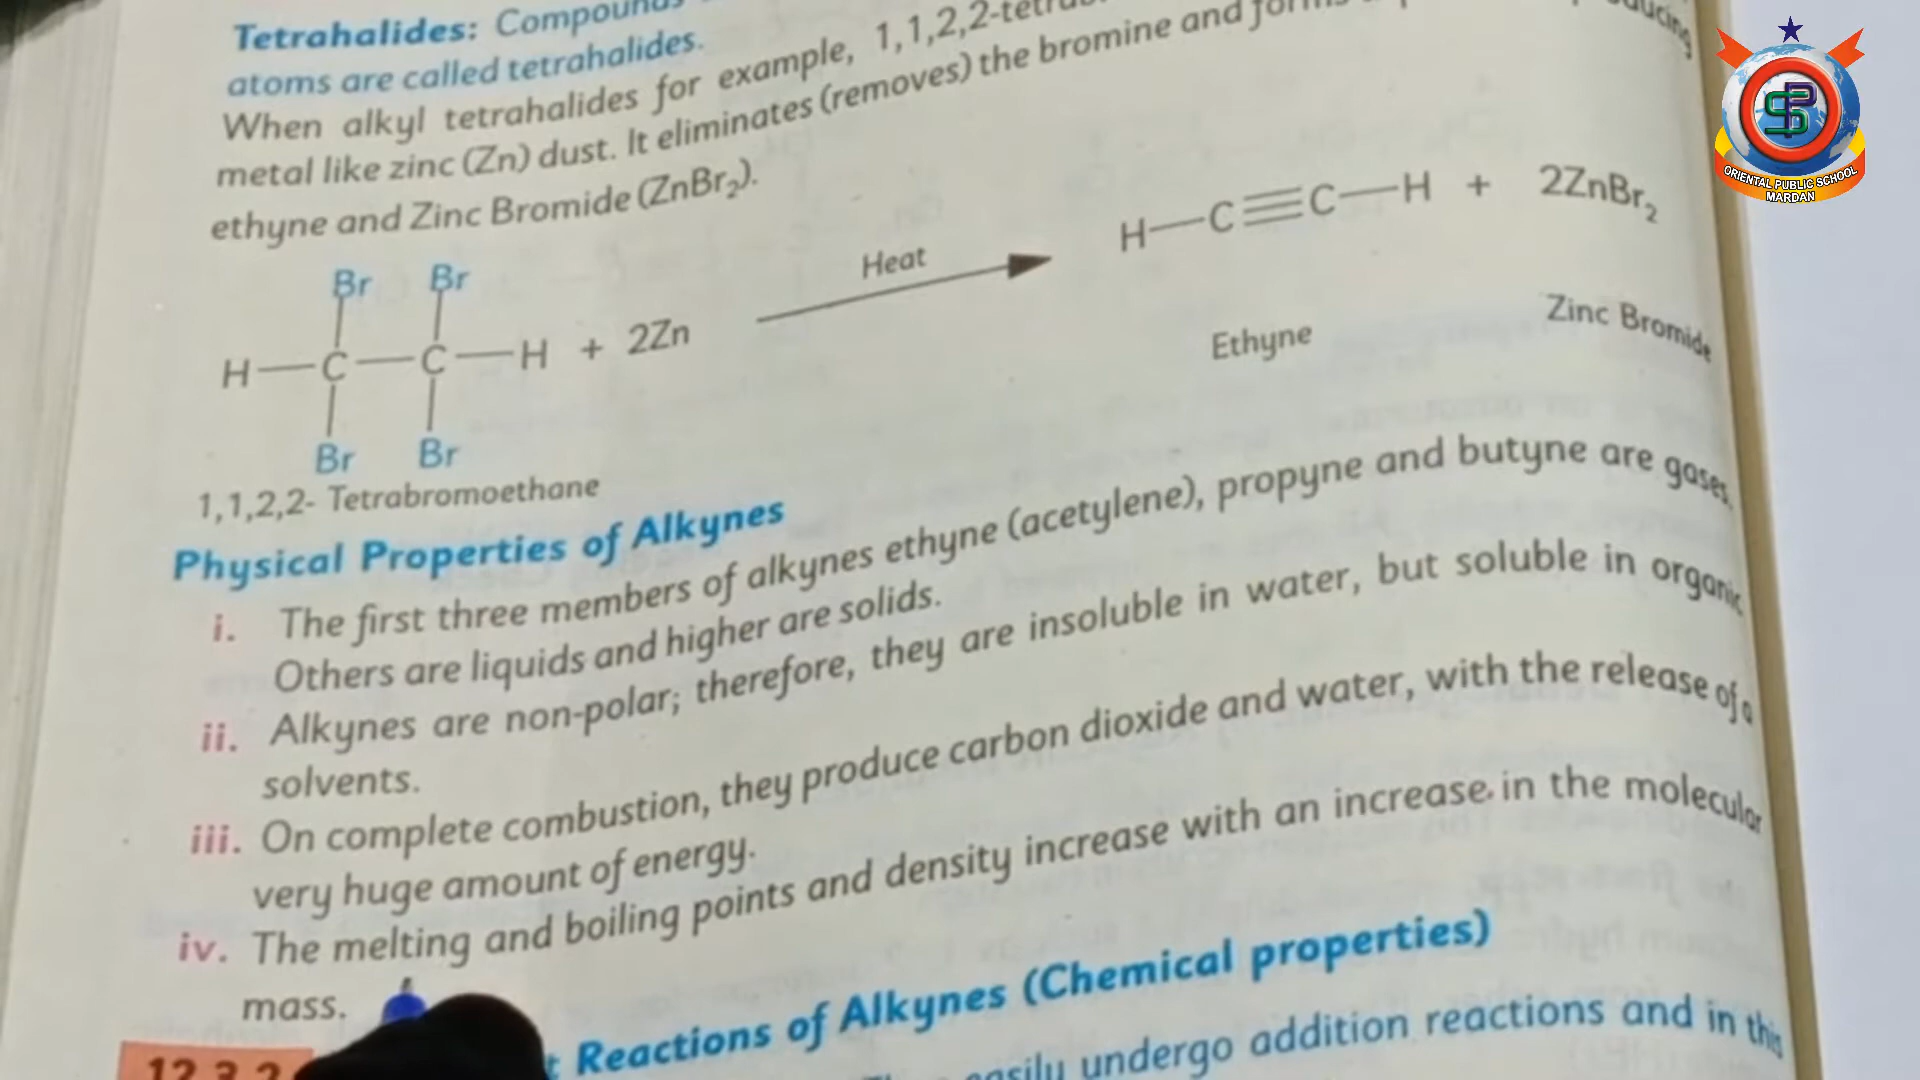 Tetrahalides: Compounds
atoms are called tetrahalides.
When alkyl tetrahalides for example, 1,1,2,2-
metal like zinc (Zn) dust. It eliminates (removes) the bromine and
ethyne and Zinc Bromide (ZnBr₂).
Br Br
H—C—C—H + 2Zn
Br Br
Heat
H—C≡C—H + 2ZnBr₂
1,1,2,2- Tetrabromoethane
Ethyne
Zinc Bromide
Physical Properties of Alkynes
i. The first three members of alkynes ethyne (acetylene), propyne and butyne are gases.
Others are liquids and higher are solids.
ii. Alkynes are non-polar; therefore, they are insoluble in water, but soluble in organic
solvents.
iii. On complete combustion, they produce carbon dioxide and water, with the release of a
very huge amount of energy.
iv. The melting and boiling points and density increase with an increase in the molecular
mass.
12.3.2
Reactions of Alkynes (Chemical properties)
easily undergo addition reactions and in this
ORIENTAL PUBLIC SCHOOL
MARDAN